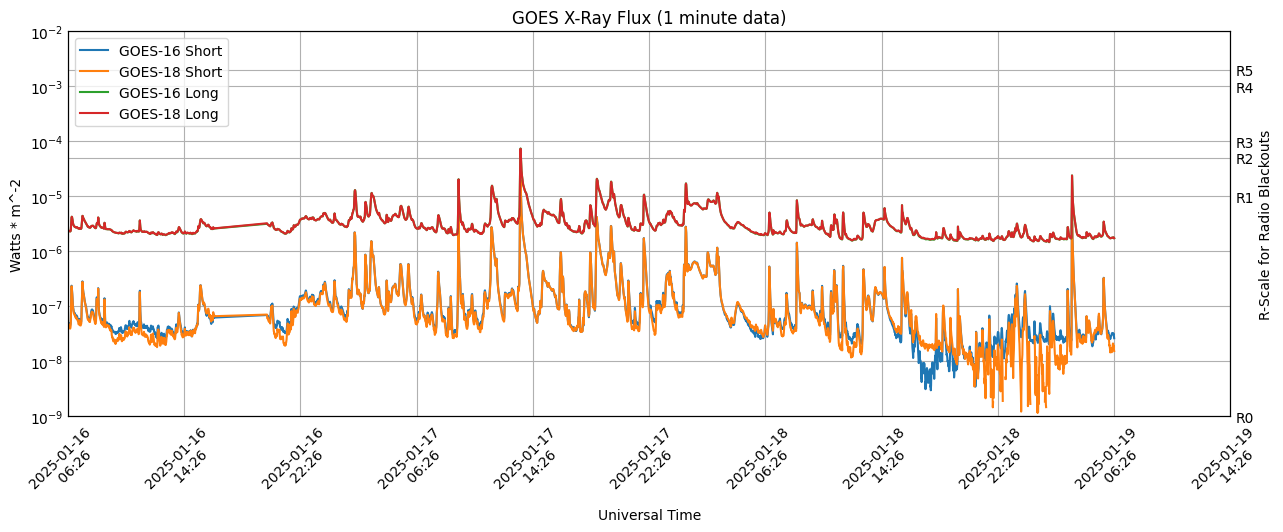 GOES X-Ray Flux (1 minute data)
GOES-16 Short
GOES-18 Short
GOES-16 Long
GOES-18 Long
Watts * m^-2
10⁻²
10⁻³
10⁻⁴
10⁻⁵
10⁻⁶
10⁻⁷
10⁻⁸
10⁻⁹
R5
R4
R3
R2
R1
R0
R-Scale for Radio Blackouts
2025-01-16
06:26
2025-01-16
14:26
2025-01-16
22:26
2025-01-17
06:26
2025-01-17
14:26
2025-01-17
22:26
2025-01-18
06:26
2025-01-18
14:26
2025-01-18
22:26
2025-01-19
06:26
2025-01-19
14:26
Universal Time